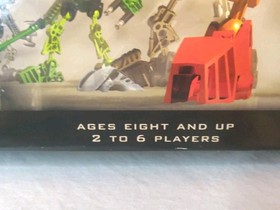 AGES EIGHT AND UP
2 TO 6 PLAYERS